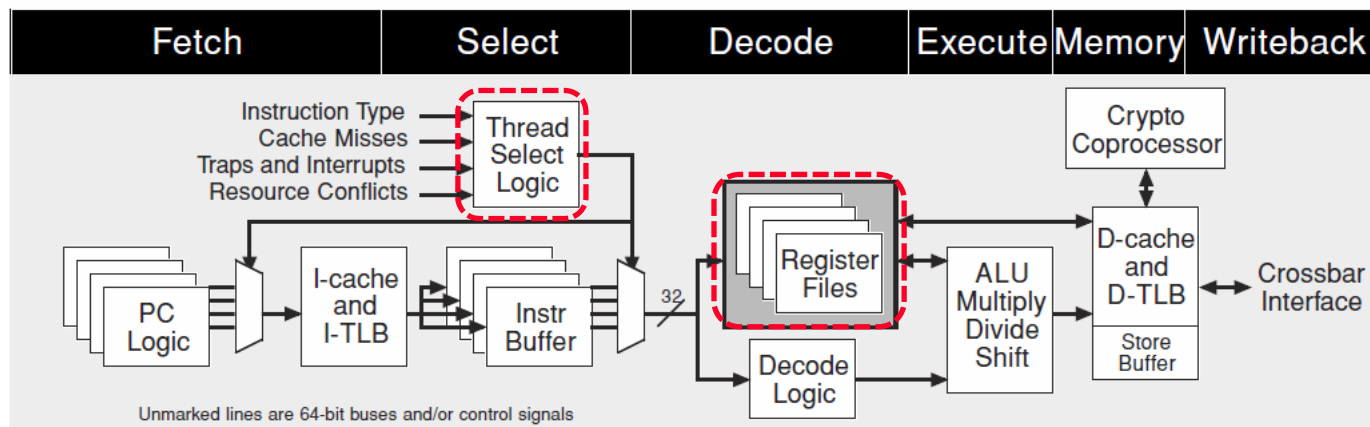 Fetch
Select
Decode
Execute
Memory
Writeback
Instruction Type
Cache Misses
Traps and Interrupts
Resource Conflicts
Thread
Select
Logic
Crypto
Coprocessor
PC
Logic
I-cache
and
I-TLB
Instr
Buffer
32
Register
Files
Decode
Logic
ALU
Multiply
Divide
Shift
D-cache
and
D-TLB
Store
Buffer
Crossbar
Interface
Unmarked lines are 64-bit buses and/or control signals